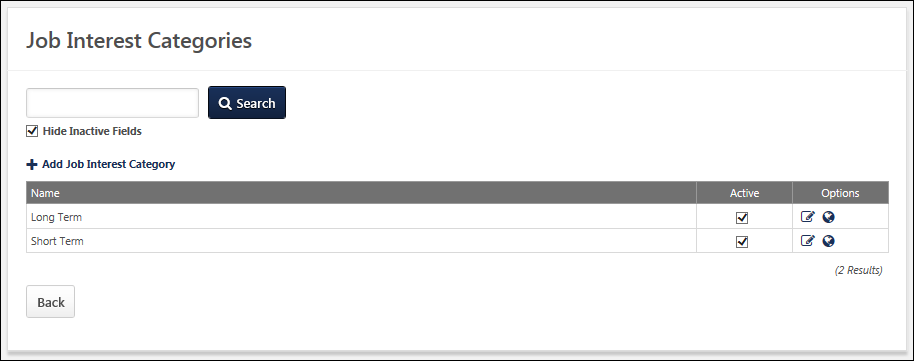 Job Interest Categories
Search
Hide Inactive Fields
Add Job Interest Category
Name Active Options
Long Term
Short Term
(2 Results)
Back